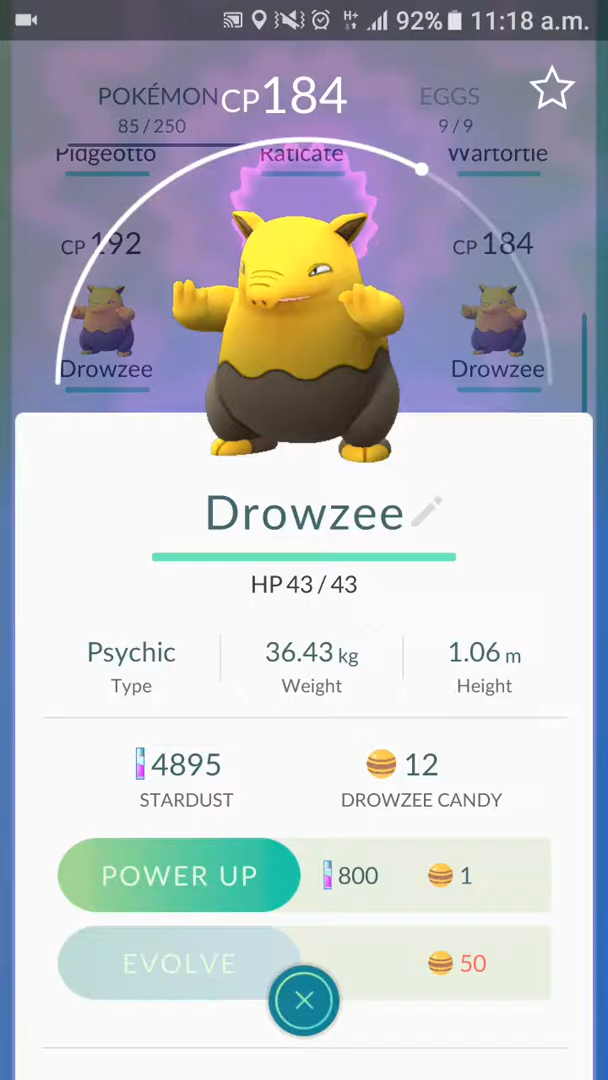 H+ 92% 11:18 a.m.
POKÉMON CP184 EGGS
85/250 9/9
Pidgeotto Raticate Wartortle
CP 192 CP 184
Drowzee Drowzee
Drowzee
HP 43 / 43
Psychic 36.43 kg 1.06 m
Type Weight Height
4895 12
STARDUST DROWZEE CANDY
POWER UP 800 1
EVOLVE 50